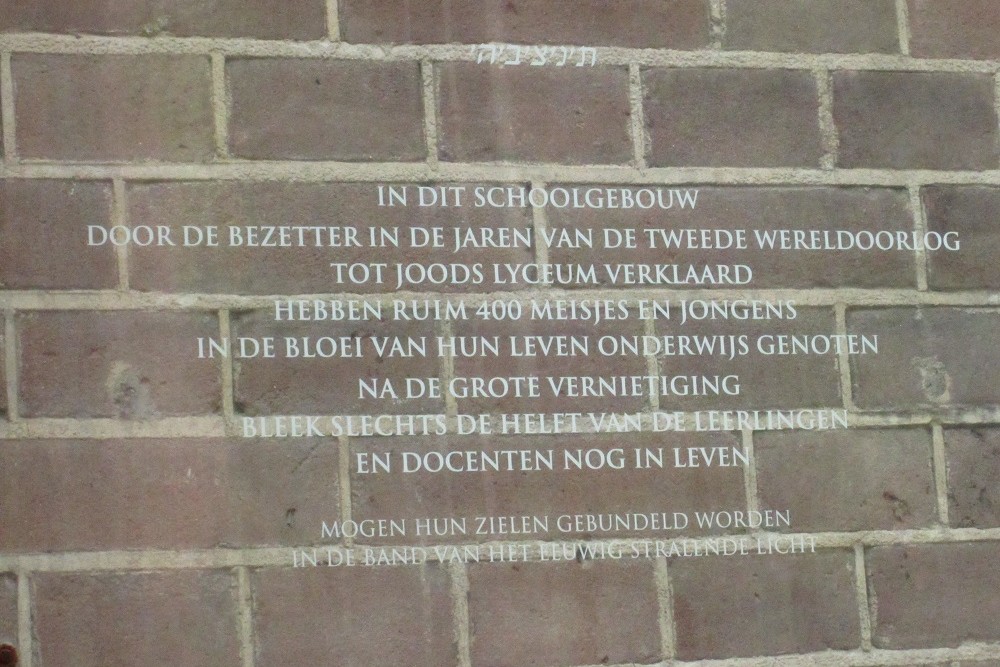 IN DIT SCHOOLGEBOUW
DOOR DE BEZETTER IN DE JAREN VAN DE TWEEDE WERELDOORLOG
TOT JOODS LYCEUM VERKLAARD
HEBBEN RUIM 400 MEISJES EN JONGENS
IN DE BLOEI VAN HUN LEVEN ONDERWIJS GENOTEN
NA DE GROTE VERNIETIGING
BLEEK SLECHTS DE HELFT VAN DE LEERLINGEN
EN DOCENTEN NOG IN LEVEN
MOGEN HUN ZIELEN GEBUNDELD WORDEN
IN DE BAND VAN HET EEUWIG STRALENDE LICHT